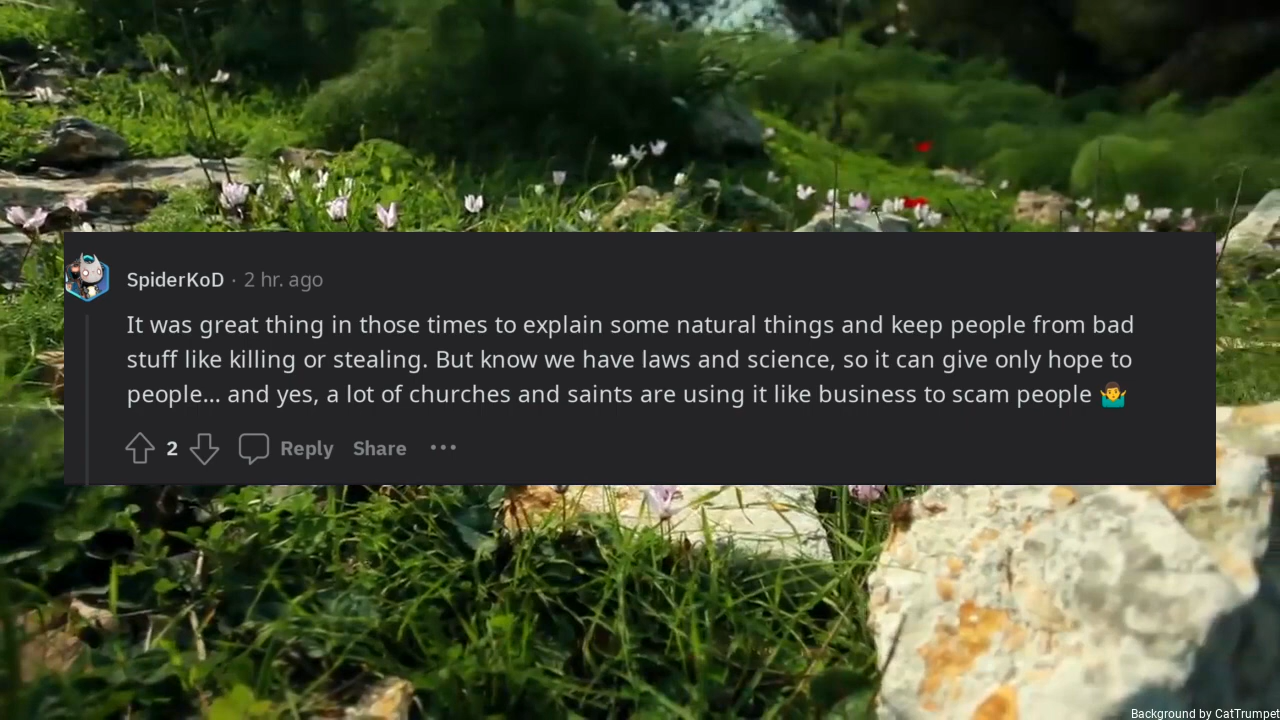 SpiderKoD · 2 hr. ago
It was great thing in those times to explain some natural things and keep people from bad
stuff like killing or stealing. But know we have laws and science, so it can give only hope to
people... and yes, a lot of churches and saints are using it like business to scam people 🤷‍♂️
2 Reply Share ···
Background by CatTrumpet